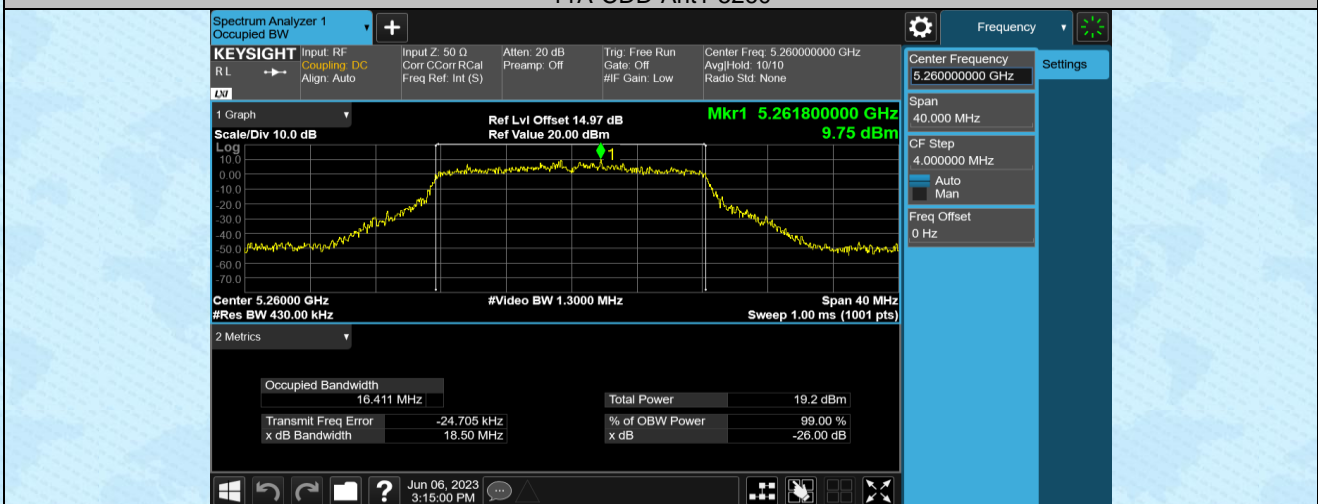 11A-CDD-Ant1-5260
Spectrum Analyzer 1
Occupied BW
Frequency
KEYSIGHT
R L
LXI
Input: RF
Coupling: DC
Align: Auto
Input Z: 50 Ω
Corr CCorr RCal
Freq Ref: Int (S)
Atten: 20 dB
Preamp: Off
Trig: Free Run
Gate: Off
#IF Gain: Low
Center Freq: 5.260000000 GHz
Avg|Hold: 10/10
Radio Std: None
Center Frequency
5.260000000 GHz
Settings
Span
40.000 MHz
CF Step
4.000000 MHz
Auto
Man
Freq Offset
0 Hz
1 Graph
Scale/Div 10.0 dB
Ref Lvl Offset 14.97 dB
Ref Value 20.00 dBm
Mkr1 5.261800000 GHz
9.75 dBm
Log
10.0
0.00
-10.0
-20.0
-30.0
-40.0
-50.0
-60.0
-70.0
1
Center 5.26000 GHz
#Res BW 430.00 kHz
#Video BW 1.3000 MHz
Span 40 MHz
Sweep 1.00 ms (1001 pts)
2 Metrics
Occupied Bandwidth
16.411 MHz
Total Power 19.2 dBm
Transmit Freq Error -24.705 kHz
% of OBW Power 99.00 %
x dB Bandwidth 18.50 MHz
x dB -26.00 dB
?
Jun 06, 2023
3:15:00 PM